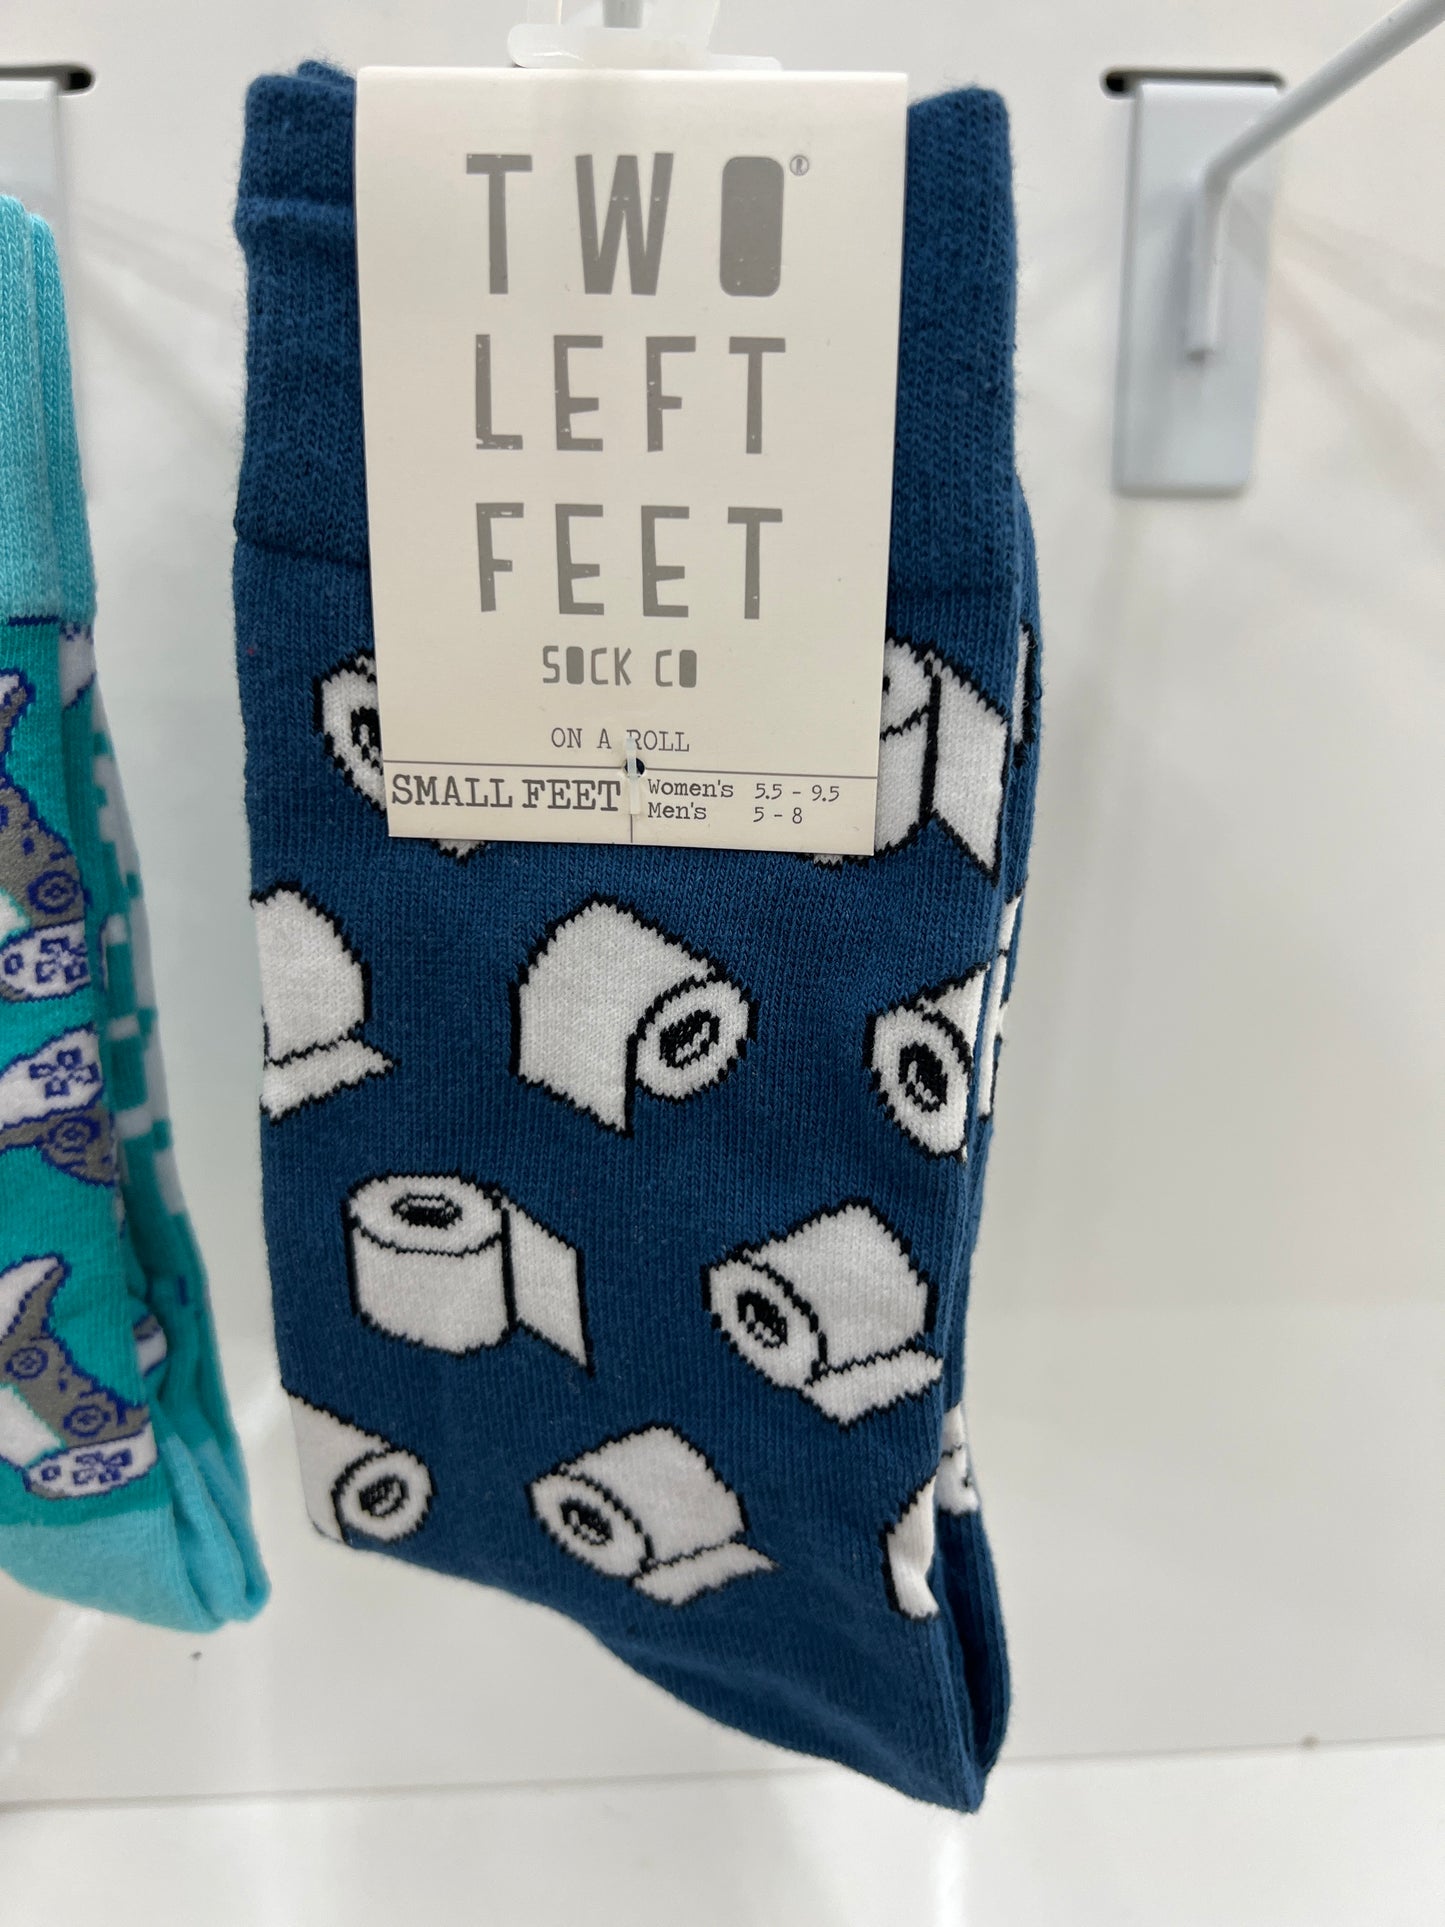 TWO®
LEFT
FEET
SOCK CO
ON A ROLL
SMALL FEET
Women's 5.5 - 9.5
Men's 5 - 8